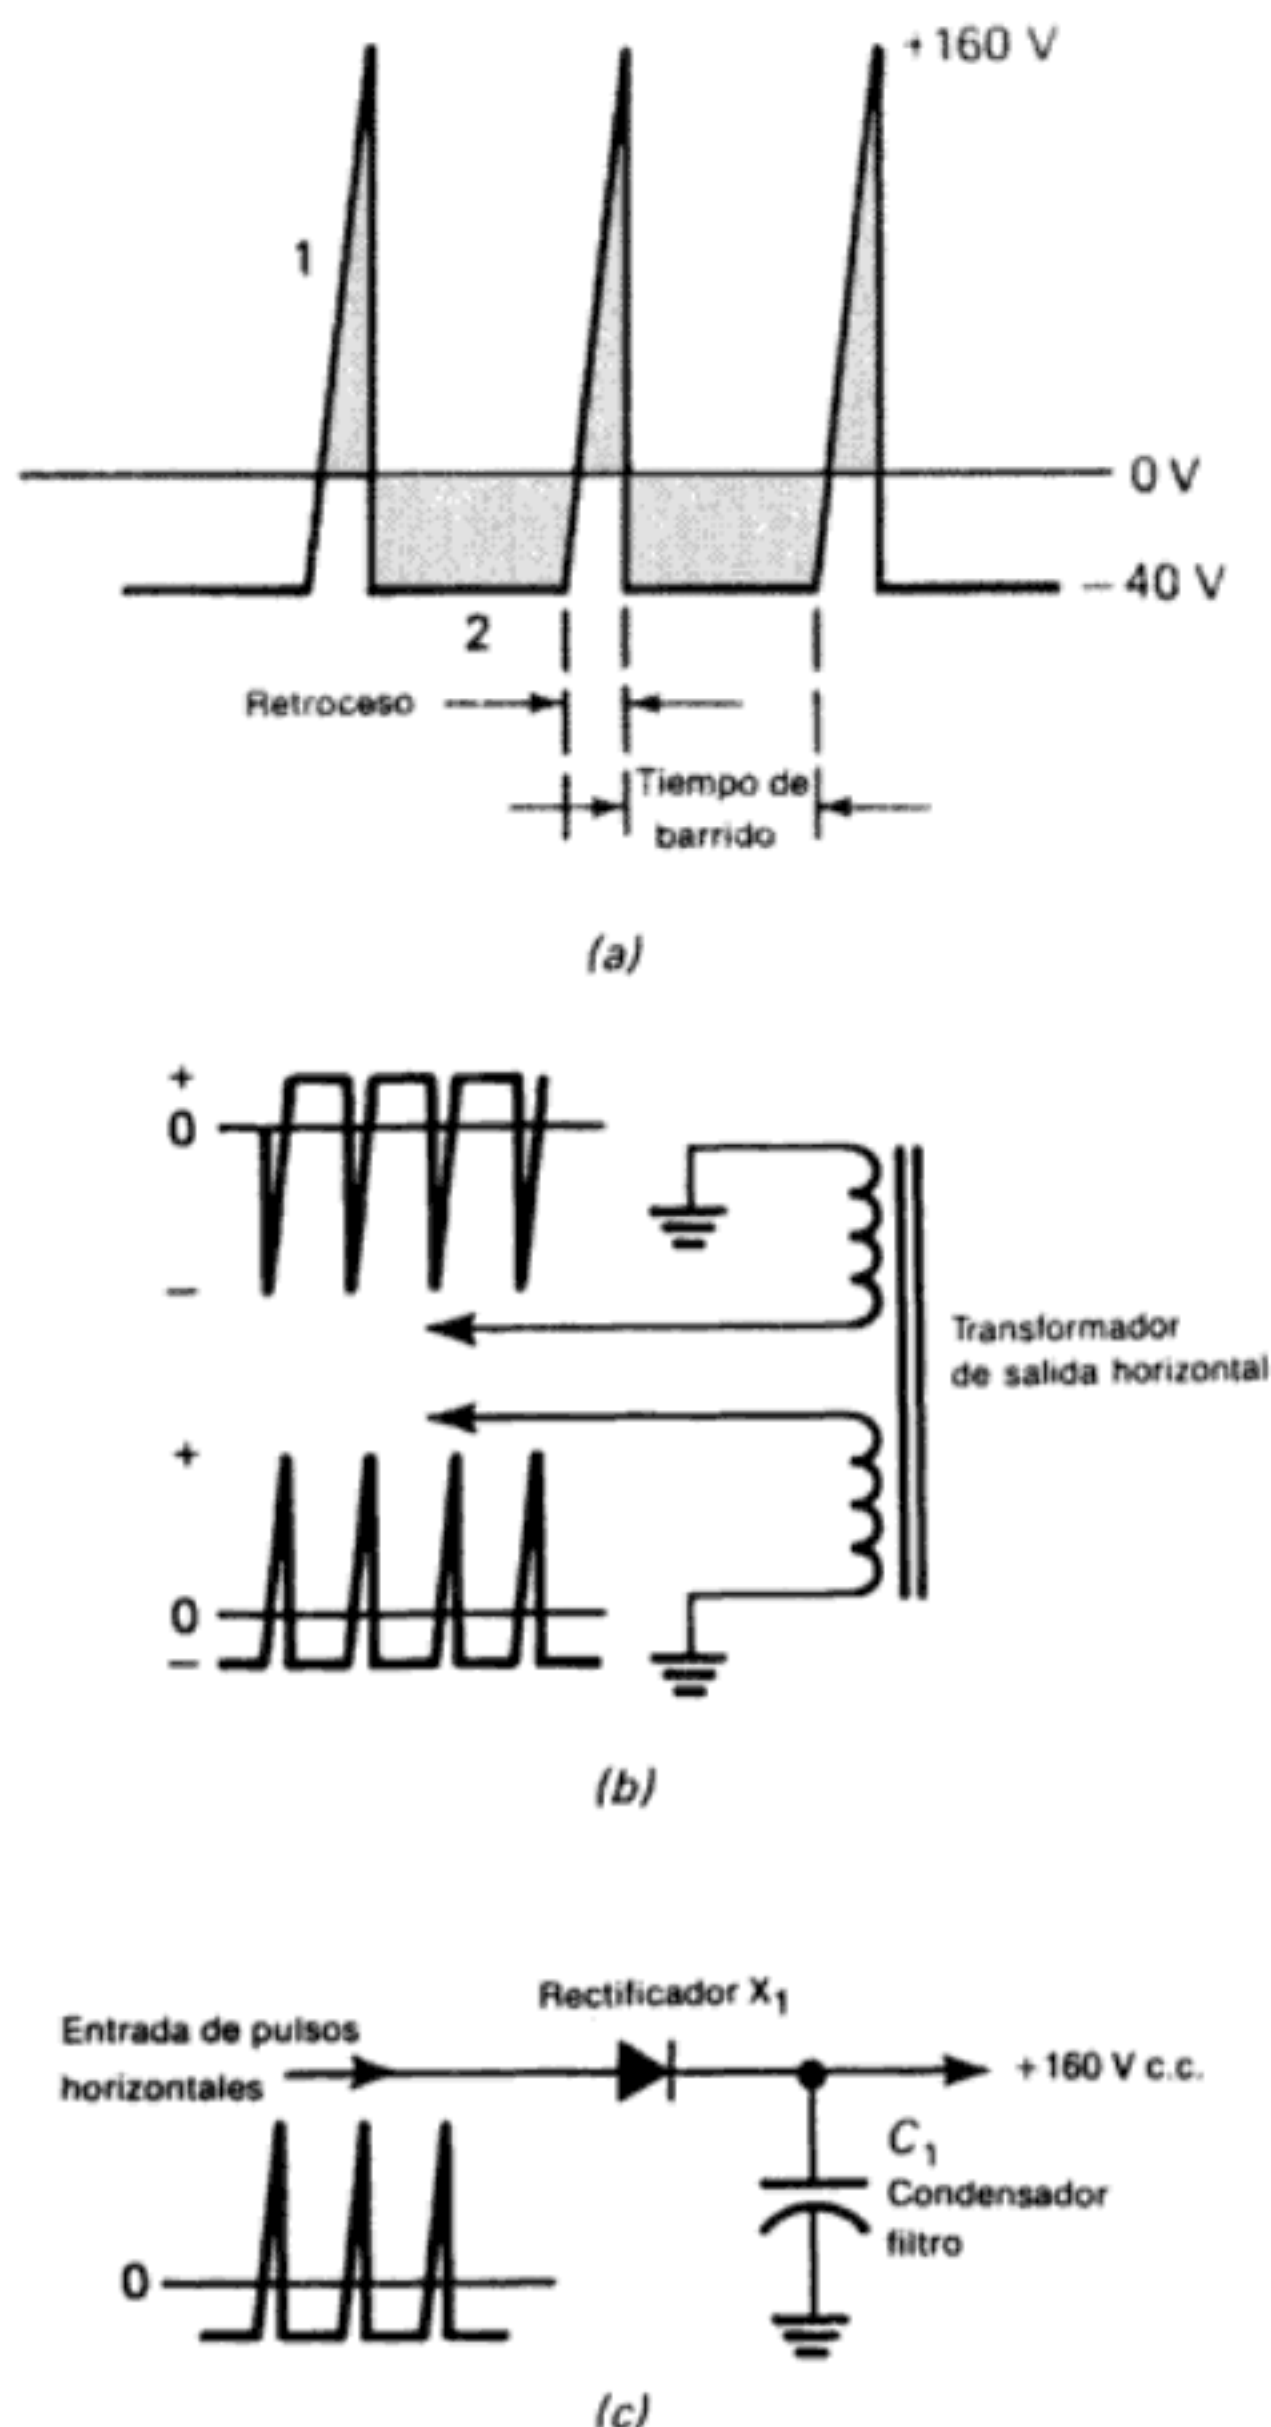 +160 V
1
0 V
– 40 V
2
Retroceso
Tiempo de
barrido
(a)
+
0
–
Transformador
de salida horizontal
+
0
–
(b)
Rectificador X1
Entrada de pulsos
horizontales
+ 160 V c.c.
C1
Condensador
filtro
0
(c)